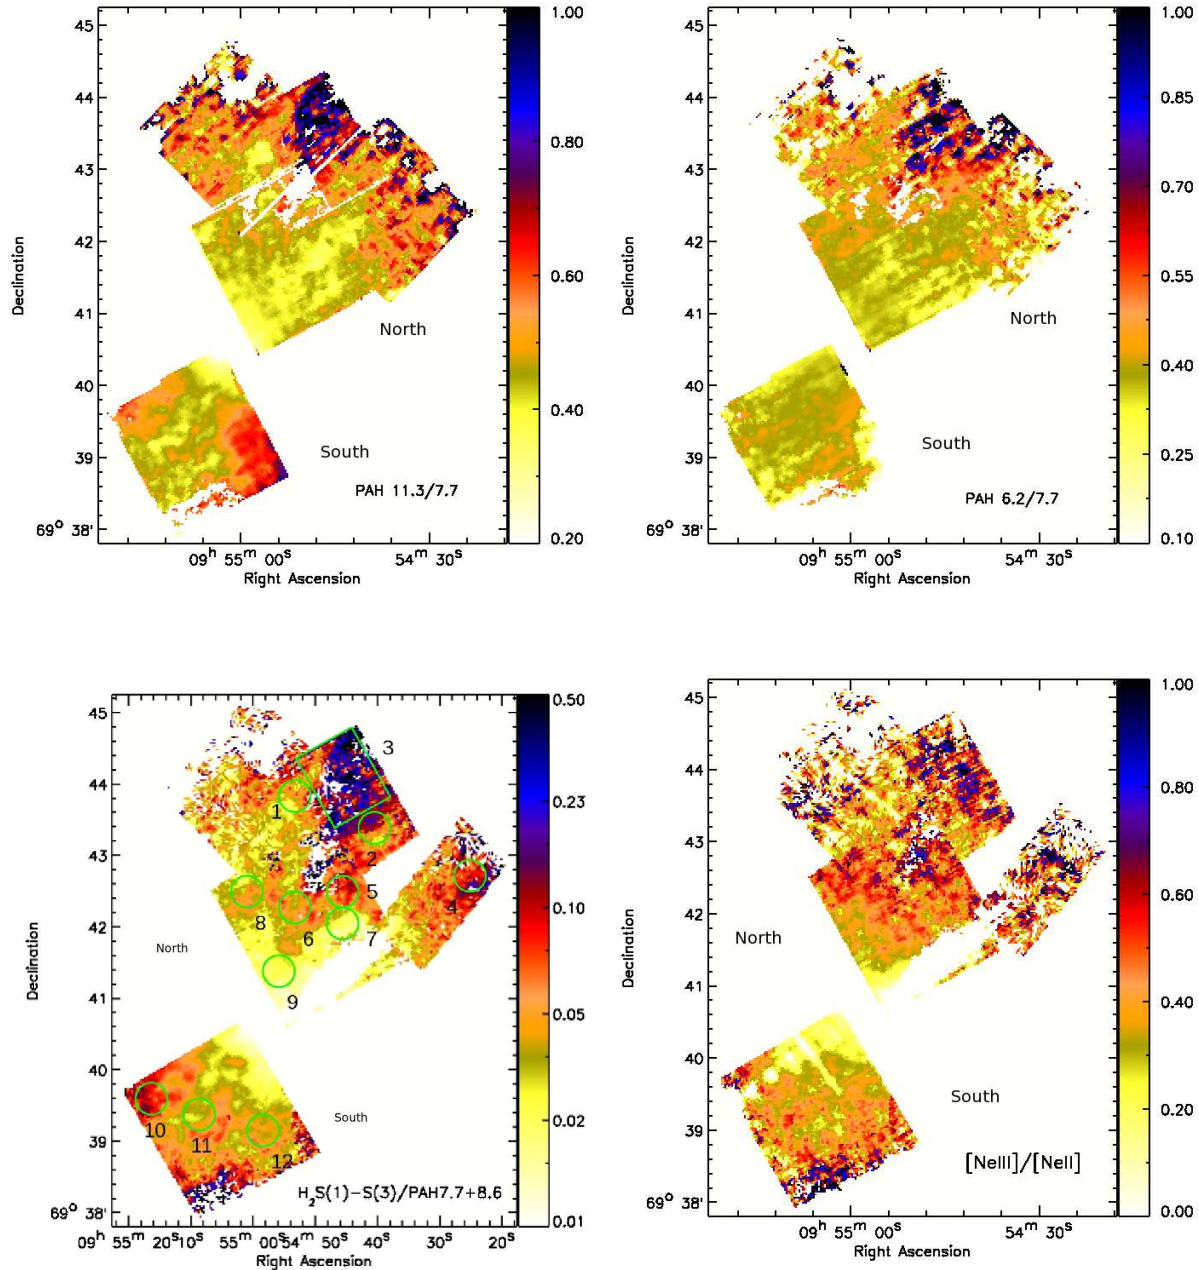 45
44
43
42
41
40
39
69° 38'
Declination
North
South
PAH 11.3/7.7
09h 55m 00s 54m 30s
Right Ascension
1.00
0.80
0.60
0.40
0.20
45
44
43
42
41
40
39
69° 38'
Declination
North
South
PAH 6.2/7.7
09h 55m 00s 54m 30s
Right Ascension
1.00
0.85
0.70
0.55
0.40
0.25
0.10
45
44
43
42
41
40
39
69° 38'
Declination
3
1
2
5
4
8
6
7
9
North
South
10
11
12
H2S(1)-S(3)/PAH7.7+8.6
09h 55m 20s10s 55m 00s54m 50s 40s 30s 20s
Right Ascension
0.50
0.23
0.10
0.05
0.02
0.01
45
44
43
42
41
40
39
69° 38'
Declination
North
South
[NeIII]/[NeII]
09h 55m 00s 54m 30s
Right Ascension
1.00
0.80
0.60
0.40
0.20
0.00